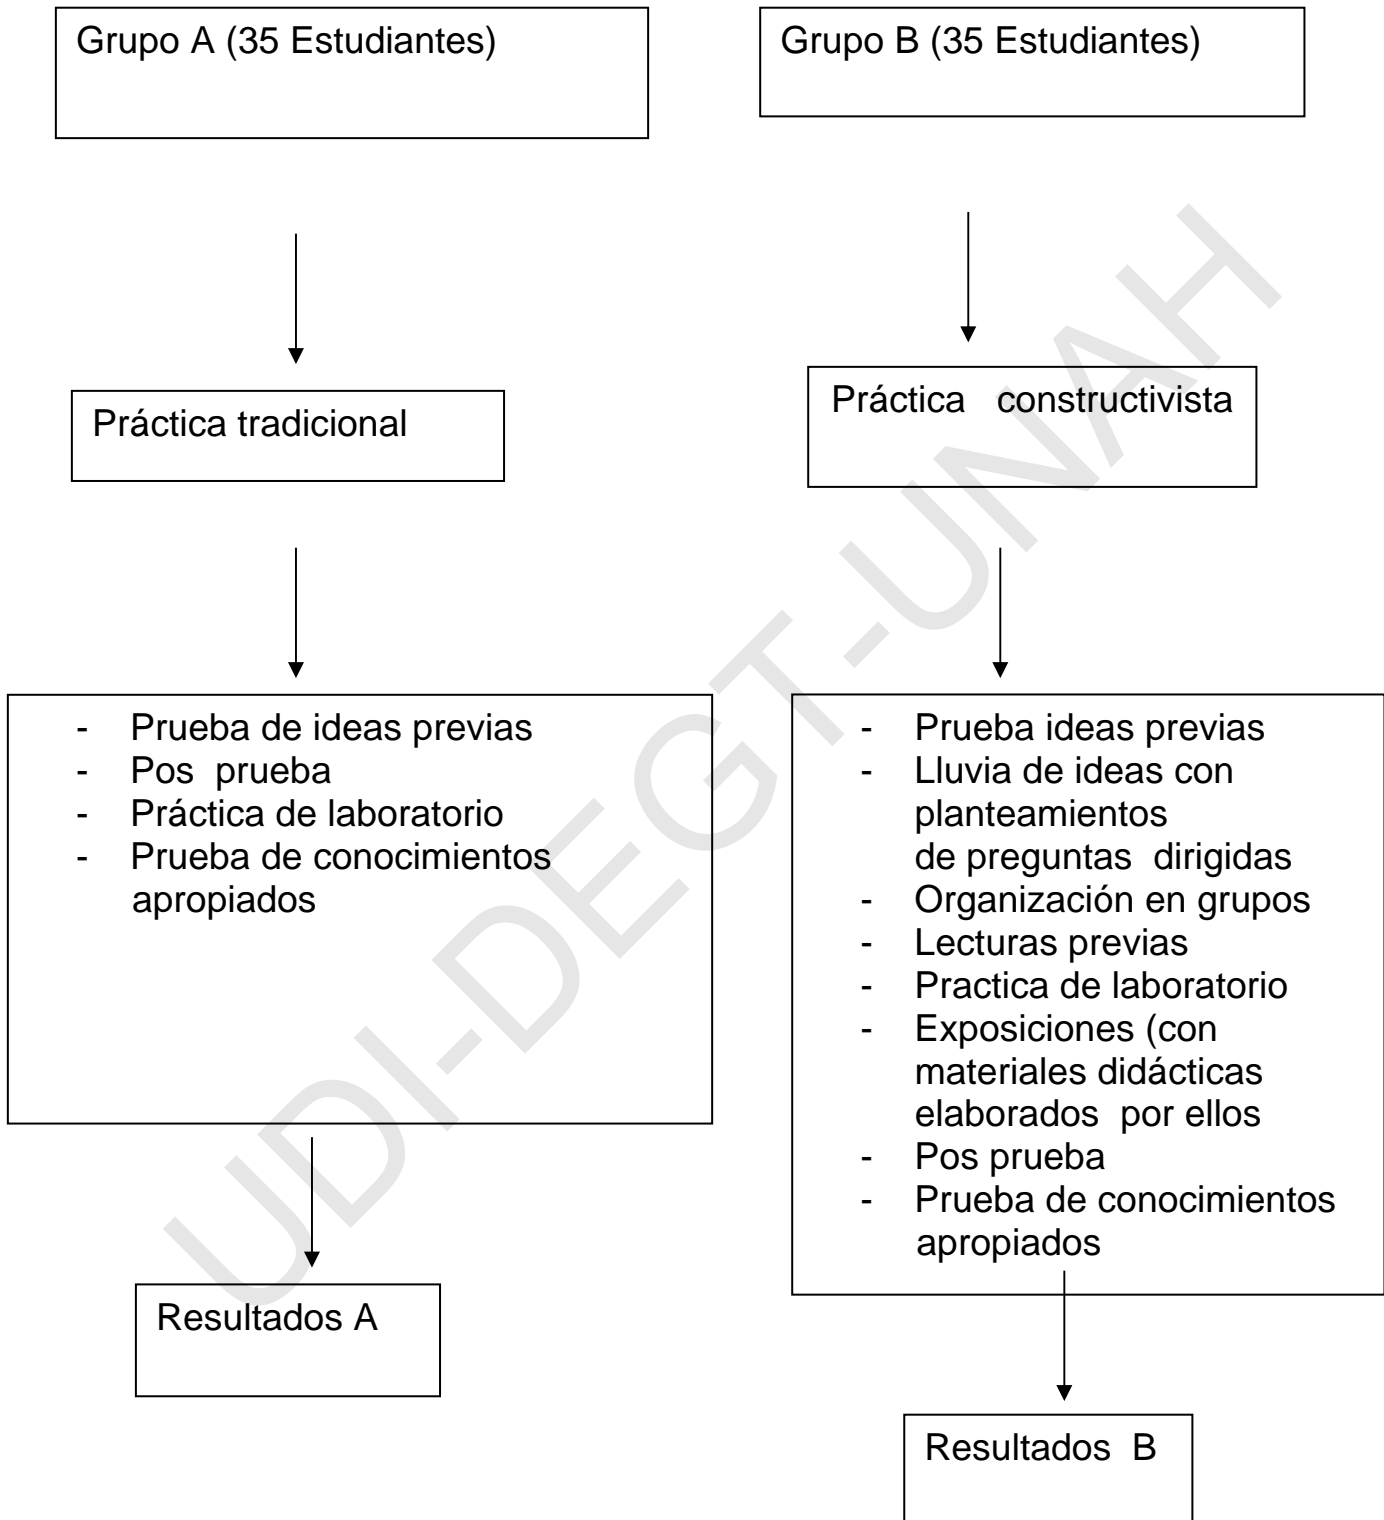 Grupo A (35 Estudiantes)
Grupo B (35 Estudiantes)
Práctica tradicional
Práctica constructivista
- Prueba de ideas previas
- Pos prueba
- Práctica de laboratorio
- Prueba de conocimientos
apropiados
- Prueba ideas previas
- Lluvia de ideas con
planteamientos
de preguntas dirigidas
- Organización en grupos
- Lecturas previas
- Practica de laboratorio
- Exposiciones (con
materiales didácticas
elaborados por ellos
- Pos prueba
- Prueba de conocimientos
apropiados
Resultados A
Resultados B
UDI-DEGT-UNAH